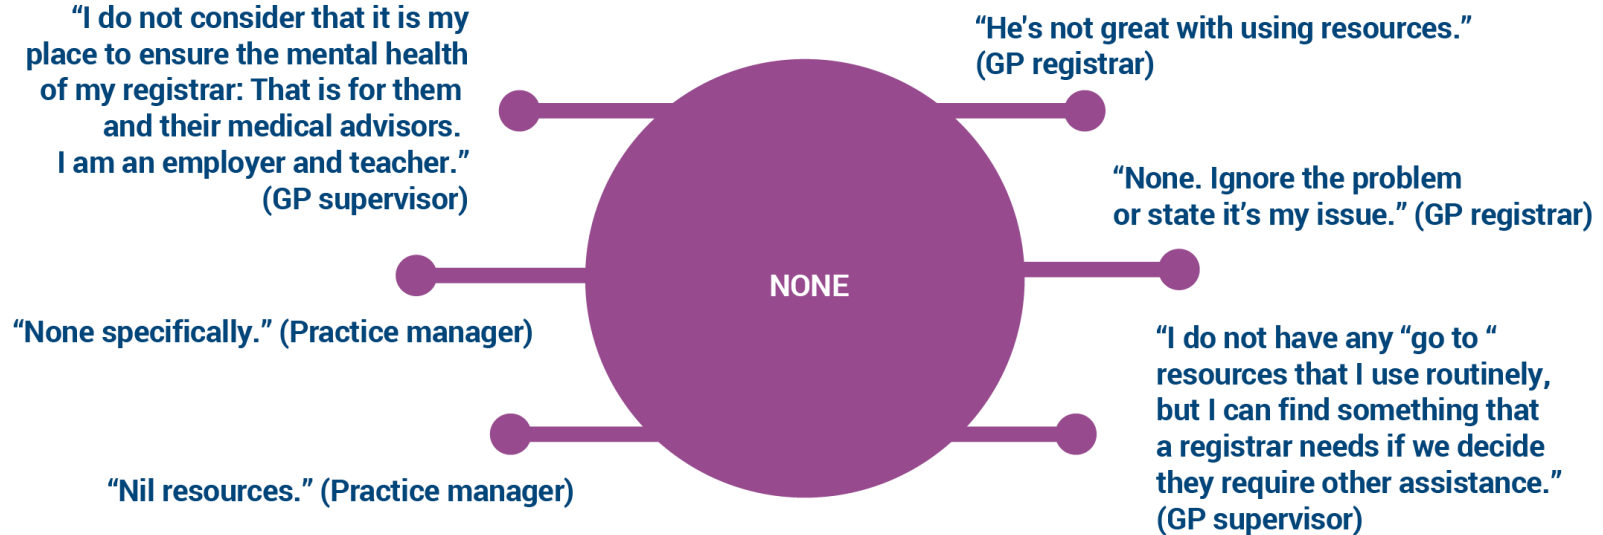 “I do not consider that it is my
place to ensure the mental health
of my registrar: That is for them
and their medical advisors.
I am an employer and teacher.”
(GP supervisor)
“None specifically.” (Practice manager)
“Nil resources.” (Practice manager)
NONE
“He’s not great with using resources.”
(GP registrar)
“None. Ignore the problem
or state it’s my issue.” (GP registrar)
“I do not have any “go to “
resources that I use routinely,
but I can find something that
a registrar needs if we decide
they require other assistance.”
(GP supervisor)